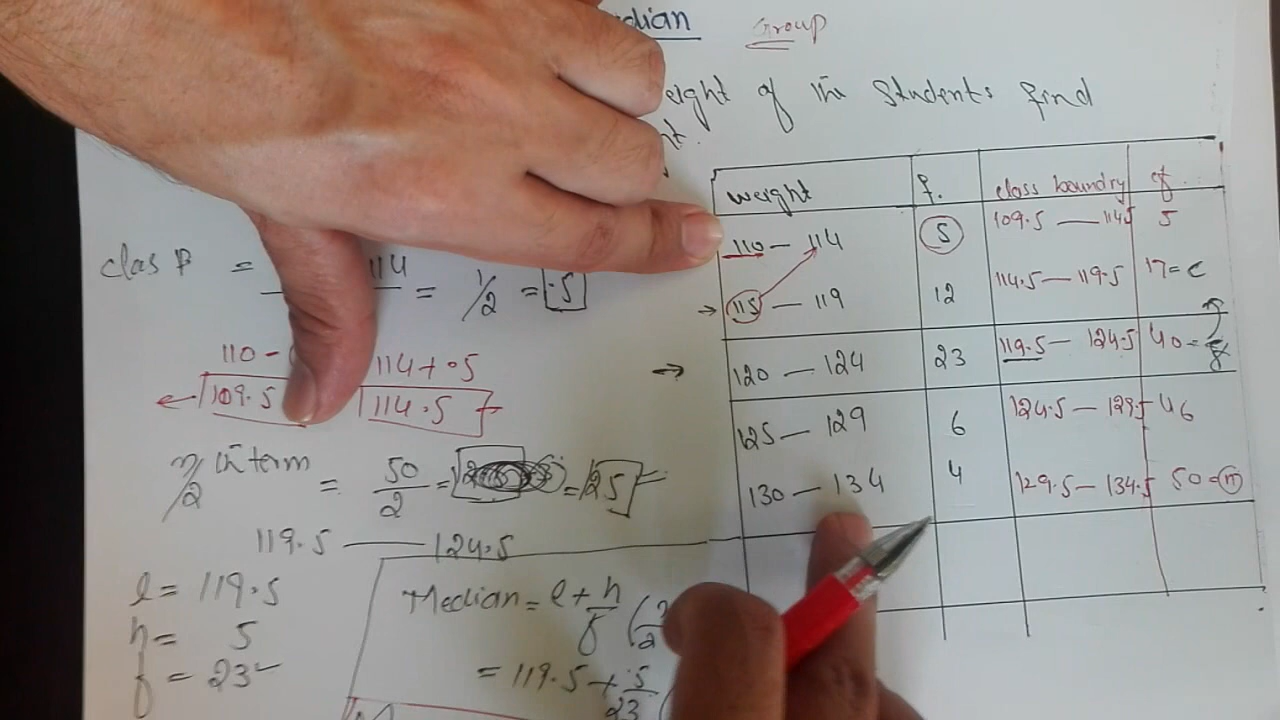 dian Group
eight of the students find
ht.
weight f. class boundry cf
110 — 114 5 109.5 — 114.5 5
115 — 119 12 114.5 — 119.5 17 = c
120 — 124 23 119.5 — 124.5 40 =
125 — 129 6 124.5 — 129.5 46
130 — 134 4 129.5 — 134.5 50 = n
clas
114
= = 1/2 = .5
110 - 114 + .5
109.5 114.5
n/2 th term = 50/2 = = 25
119.5 — 124.5
l = 119.5
h = 5
f = 23
Median = l + h/f (n/2
= 119.5 + 5/23 (